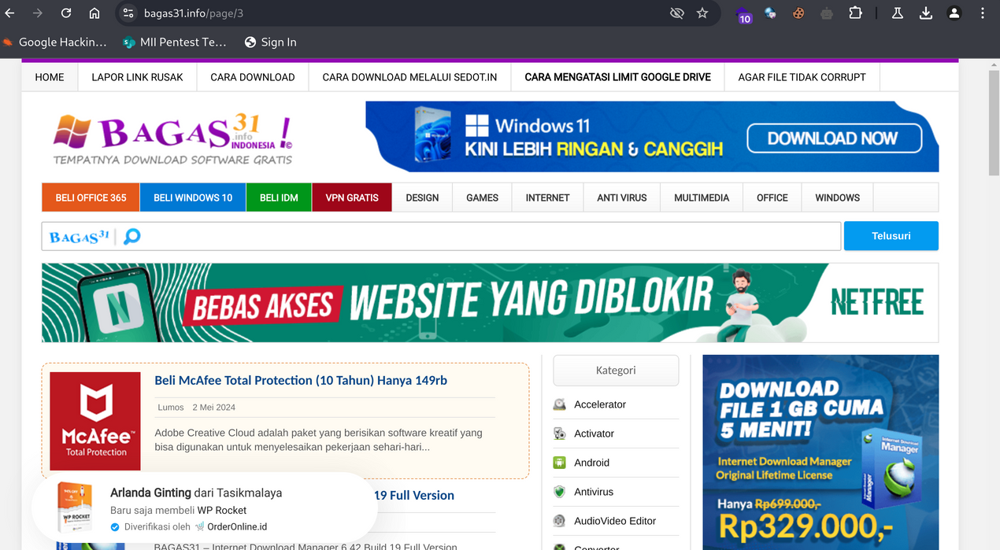 bagas31.info/page/3
10
Google Hackin...
MII Pentest Te...
Sign In
HOME
LAPOR LINK RUSAK
CARA DOWNLOAD
CARA DOWNLOAD MELALUI SEDOT.IN
CARA MENGATASI LIMIT GOOGLE DRIVE
AGAR FILE TIDAK CORRUPT
BAGAS31
.info
INDONESIA !©
TEMPATNYA DOWNLOAD SOFTWARE GRATIS
Windows 11
KINI LEBIH RINGAN & CANGGIH
DOWNLOAD NOW
BELI OFFICE 365
BELI WINDOWS 10
BELI IDM
VPN GRATIS
DESIGN
GAMES
INTERNET
ANTI VIRUS
MULTIMEDIA
OFFICE
WINDOWS
BAGAS31
Telusuri
N
BEBAS AKSES WEBSITE YANG DIBLOKIR
NETFREE
McAfee™
Total Protection
Beli McAfee Total Protection (10 Tahun) Hanya 149rb
Lumos 2 Mei 2024
Adobe Creative Cloud adalah paket yang berisikan software kreatif yang
bisa digunakan untuk menyelesaikan pekerjaan sehari-hari...
19 Full Version
BAGAS31 – Internet Download Manager 6.42 Build 19 Full Version
WP ROCKET
Arlanda Ginting dari Tasikmalaya
Baru saja membeli WP Rocket
Diverifikasi oleh OrderOnline.id
Kategori
Accelerator
Activator
Android
Antivirus
AudioVideo Editor
Converter
DOWNLOAD
FILE 1 GB CUMA
5 MENIT!
Internet Download Manager
Original Lifetime License
Hanya Rp699.000,-
Rp329.000,-
Internet Download
Manager